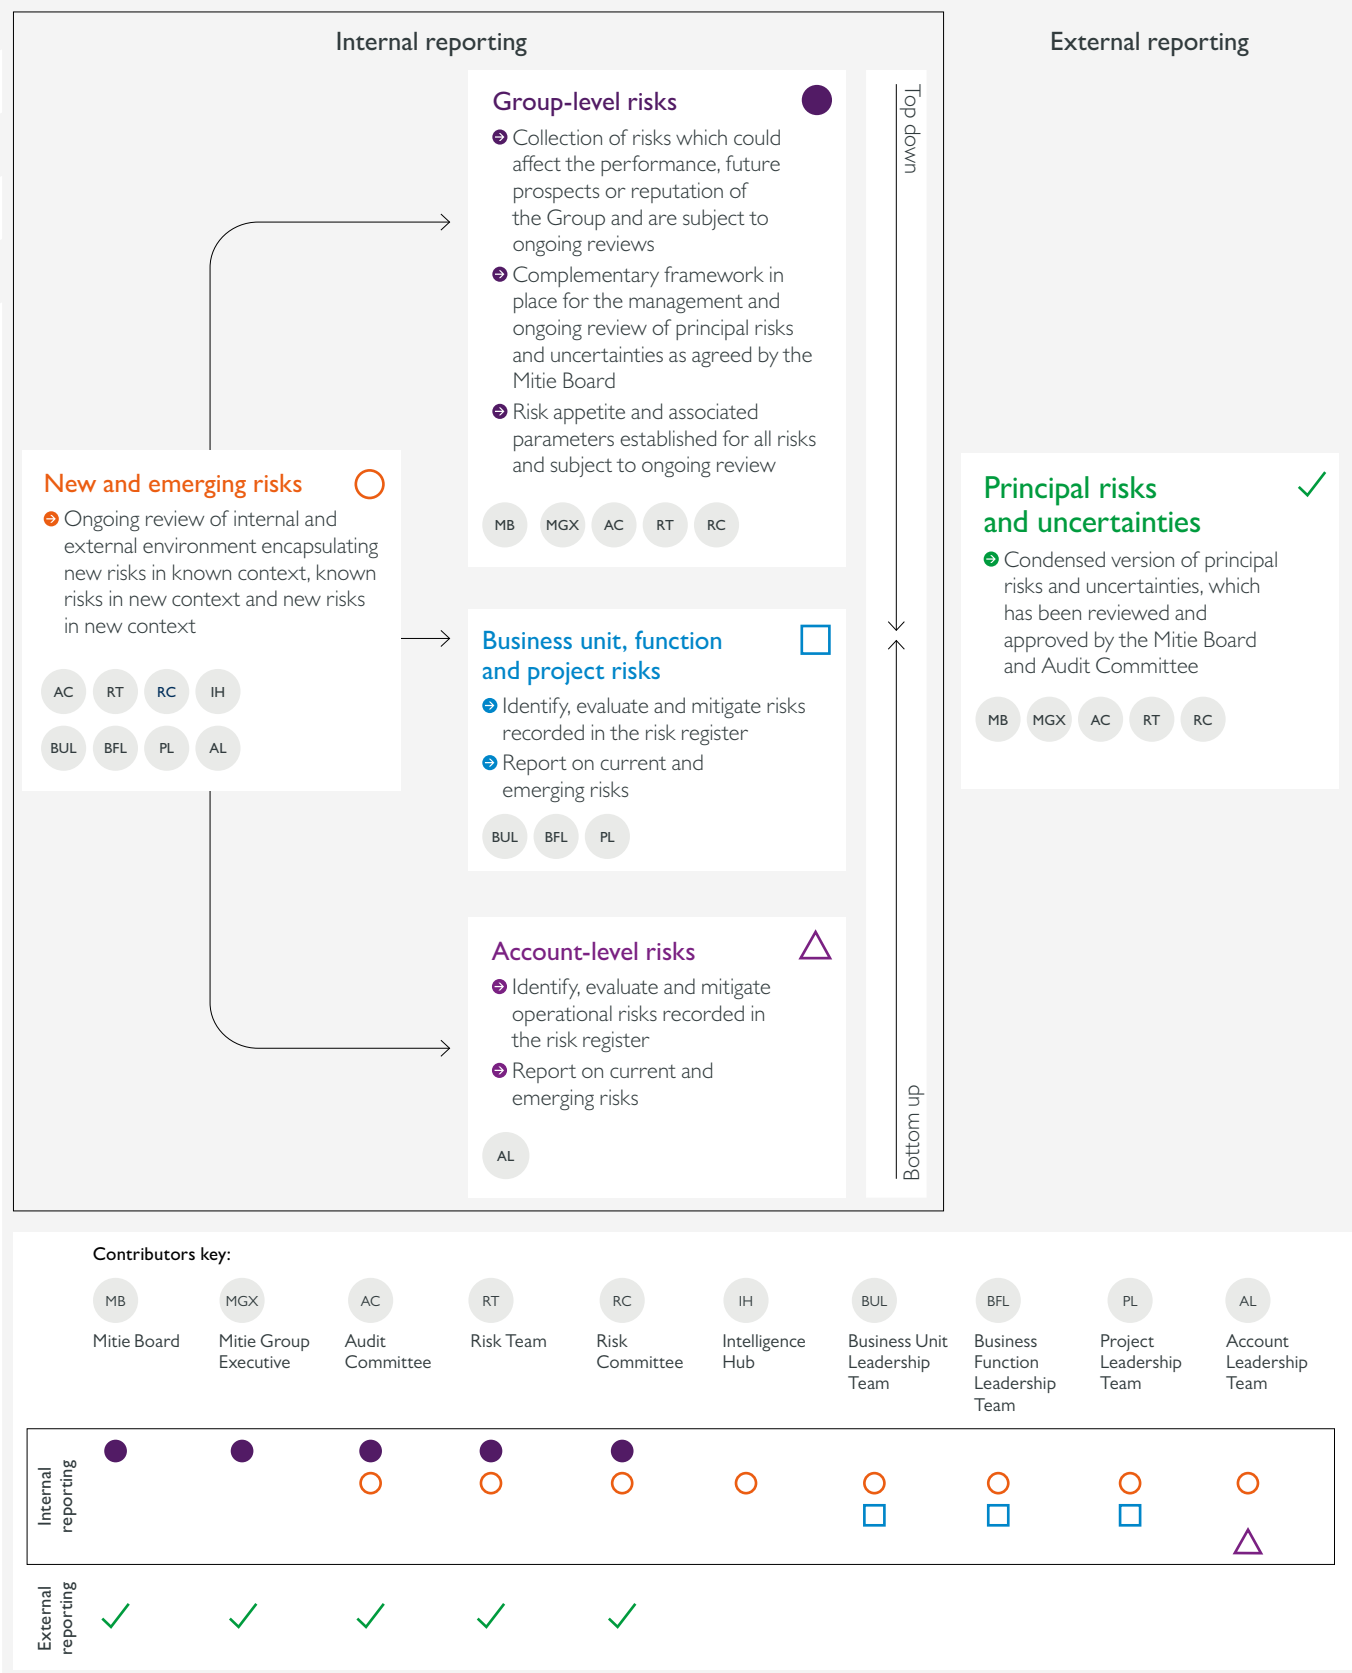 Internal reporting
External reporting
Group-level risks
Collection of risks which could
affect the performance, future
prospects or reputation of
the Group and are subject to
ongoing reviews
Complementary framework in
place for the management and
ongoing review of principal risks
and uncertainties as agreed by the
Mitie Board
Risk appetite and associated
parameters established for all risks
and subject to ongoing review
MB MGX AC RT RC
Top down
New and emerging risks
Ongoing review of internal and
external environment encapsulating
new risks in known context, known
risks in new context and new risks
in new context
AC RT RC IH
BUL BFL PL AL
Business unit, function
and project risks
Identify, evaluate and mitigate risks
recorded in the risk register
Report on current and
emerging risks
BUL BFL PL
Account-level risks
Identify, evaluate and mitigate
operational risks recorded in
the risk register
Report on current and
emerging risks
AL
Bottom up
Principal risks
and uncertainties
Condensed version of principal
risks and uncertainties, which
has been reviewed and
approved by the Mitie Board
and Audit Committee
MB MGX AC RT RC
Contributors key:
MB
Mitie Board
MGX
Mitie Group
Executive
AC
Audit
Committee
RT
Risk Team
RC
Risk
Committee
IH
Intelligence
Hub
BUL
Business Unit
Leadership
Team
BFL
Business
Function
Leadership
Team
PL
Project
Leadership
Team
AL
Account
Leadership
Team
Internal
reporting
External
reporting